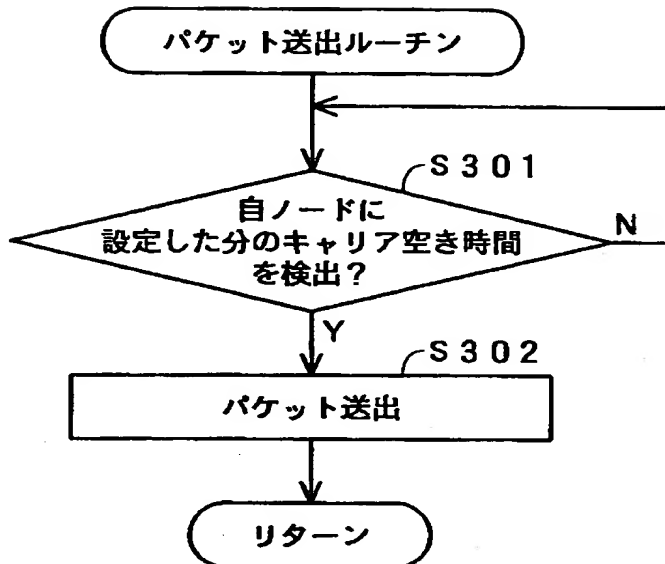 パケット送出ルーチン
S301
自ノードに
設定した分のキャリア空き時間
を検出?
N
Y
S302
パケット送出
リターン